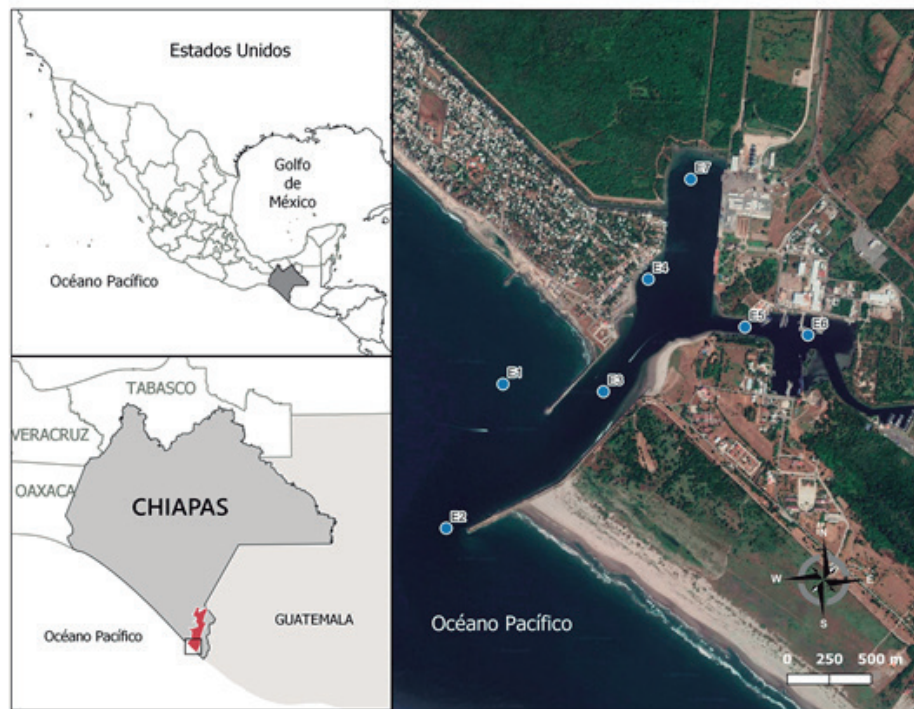 Estados Unidos
Golfo
de
México
Océano Pacífico
TABASCO
VERACRUZ
OAXACA
CHIAPAS
GUATEMALA
Océano Pacífico
E7
E4
E5
E6
E1
E3
E2
Océano Pacífico
N
W
E
S
0 250 500 m